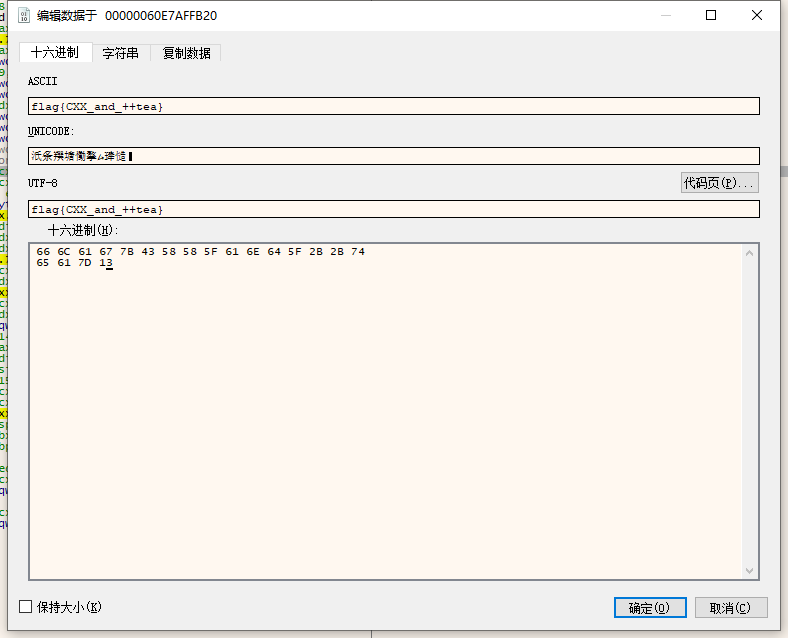 编辑数据于 00000060E7AFFB20
十六进制 字符串 复制数据
ASCII
flag{CXX_and_++tea}
UNICODE:
UTF-8
代码页(P)...
flag{CXX_and_++tea}
十六进制(H):
66 6C 61 67 7B 43 58 58 5F 61 6E 64 5F 2B 2B 74
65 61 7D 13
保持大小(K)
确定(O) 取消(C)